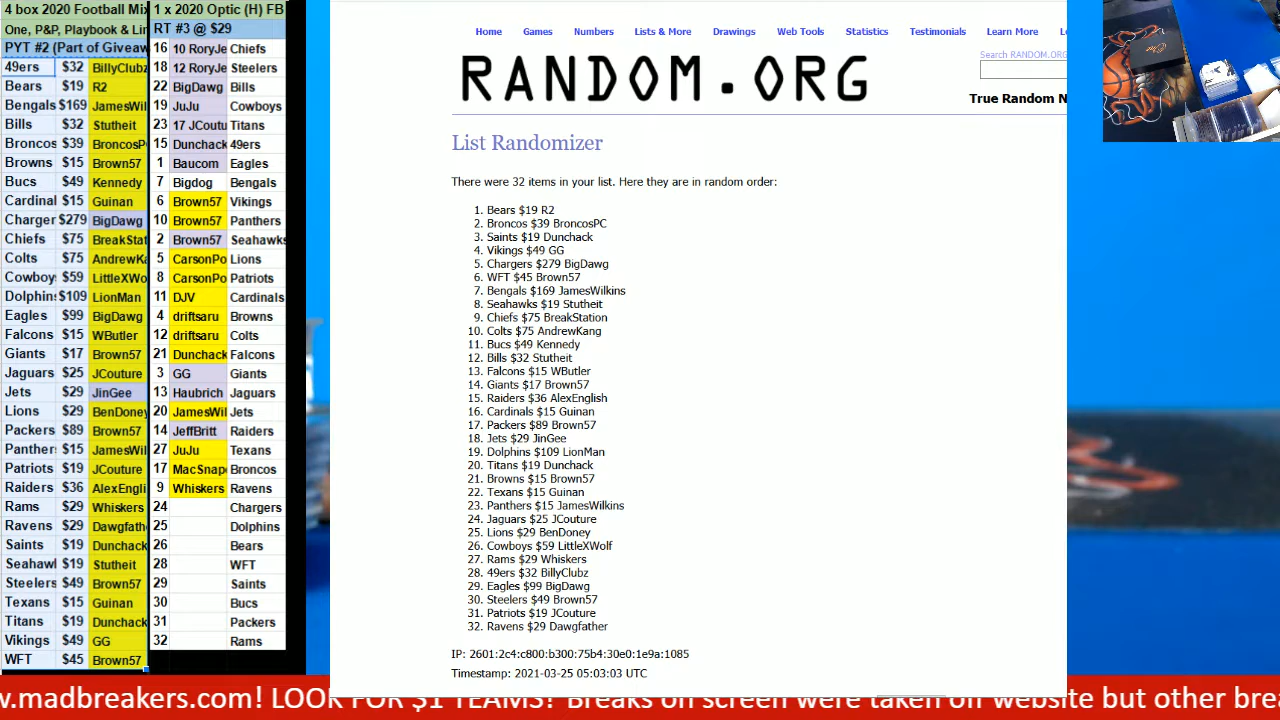 4 box 2020 Football Mix
One, P&P, Playbook & Lim
PYT #2 (Part of Giveaw
49ers $32 BillyClubz
Bears $19 R2
Bengals $169 JamesWil
Bills $32 Stutheit
Broncos $39 BroncosPC
Browns $15 Brown57
Bucs $49 Kennedy
Cardinal $15 Guinan
Charger $279 BigDawg
Chiefs $75 BreakStat
Colts $75 AndrewKa
Cowboy $59 LittleXWo
Dolphin $109 LionMan
Eagles $99 BigDawg
Falcons $15 WButler
Giants $17 Brown57
Jaguars $25 JCouture
Jets $29 JinGee
Lions $29 BenDoney
Packers $89 Brown57
Panther $15 JamesWil
Patriots $19 JCouture
Raiders $36 AlexEngli
Rams $29 Whiskers
Ravens $29 Dawgfath
Saints $19 Dunchack
Seahawl $19 Stutheit
Steelers $49 Brown57
Texans $15 Guinan
Titans $19 Dunchack
Vikings $49 GG
WFT $45 Brown57
1 x 2020 Optic (H) FB
RT #3 @ $29
16 10 RoryJe Chiefs
18 12 RoryJe Steelers
22 BigDawg Bills
19 JuJu Cowboys
23 17 JCoutu Titans
15 Dunchack 49ers
1 Baucom Eagles
7 Bigdog Bengals
6 Brown57 Vikings
10 Brown57 Panthers
2 Brown57 Seahawks
5 CarsonPo Lions
8 CarsonPo Patriots
11 DJV Cardinals
4 driftsaru Browns
12 driftsaru Colts
21 Dunchack Falcons
3 GG Giants
13 Haubrich Jaguars
20 JamesWil Jets
14 JeffBritt Raiders
27 JuJu Texans
17 MacSnap Broncos
9 Whiskers Ravens
24 Chargers
25 Dolphins
26 Bears
28 WFT
29 Saints
30 Bucs
31 Packers
32 Rams
Home Games Numbers Lists & More Drawings Web Tools Statistics Testimonials Learn More Lo
Search RANDOM.ORG
RANDOM.ORG
True Random N
List Randomizer
There were 32 items in your list. Here they are in random order:
1. Bears $19 R2
2. Broncos $39 BroncosPC
3. Saints $19 Dunchack
4. Vikings $49 GG
5. Chargers $279 BigDawg
6. WFT $45 Brown57
7. Bengals $169 JamesWilkins
8. Seahawks $19 Stutheit
9. Chiefs $75 BreakStation
10. Colts $75 AndrewKang
11. Bucs $49 Kennedy
12. Bills $32 Stutheit
13. Falcons $15 WButler
14. Giants $17 Brown57
15. Raiders $36 AlexEnglish
16. Cardinals $15 Guinan
17. Packers $89 Brown57
18. Jets $29 JinGee
19. Dolphins $109 LionMan
20. Titans $19 Dunchack
21. Browns $15 Brown57
22. Texans $15 Guinan
23. Panthers $15 JamesWilkins
24. Jaguars $25 JCouture
25. Lions $29 BenDoney
26. Cowboys $59 LittleXWolf
27. Rams $29 Whiskers
28. 49ers $32 BillyClubz
29. Eagles $99 BigDawg
30. Steelers $49 Brown57
31. Patriots $19 JCouture
32. Ravens $29 Dawgfather
IP: 2601:2c4:c800:b300:75b4:30e0:1e9a:1085
Timestamp: 2021-03-25 05:03:03 UTC
w.madbreakers.com! LOOK FOR $1 TEAMS! Breaks on screen were taken off website but other brea